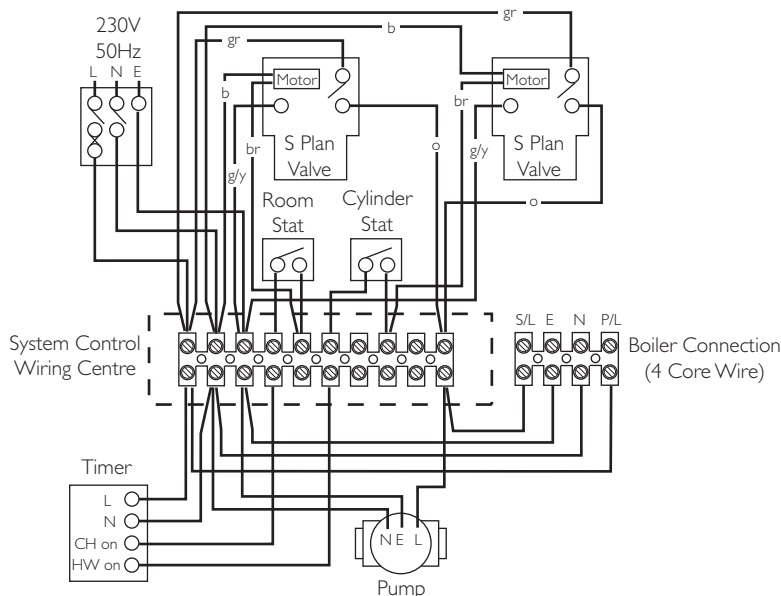 230V
50Hz
L N E
gr
b
gr
Motor
b
br
g/y
S Plan
Valve
o
Motor
br
g/y
S Plan
Valve
o
Room
Stat
Cylinder
Stat
System Control
Wiring Centre
S/L E N P/L
Boiler Connection
(4 Core Wire)
Timer
L
N
CH on
HW on
N E L
Pump